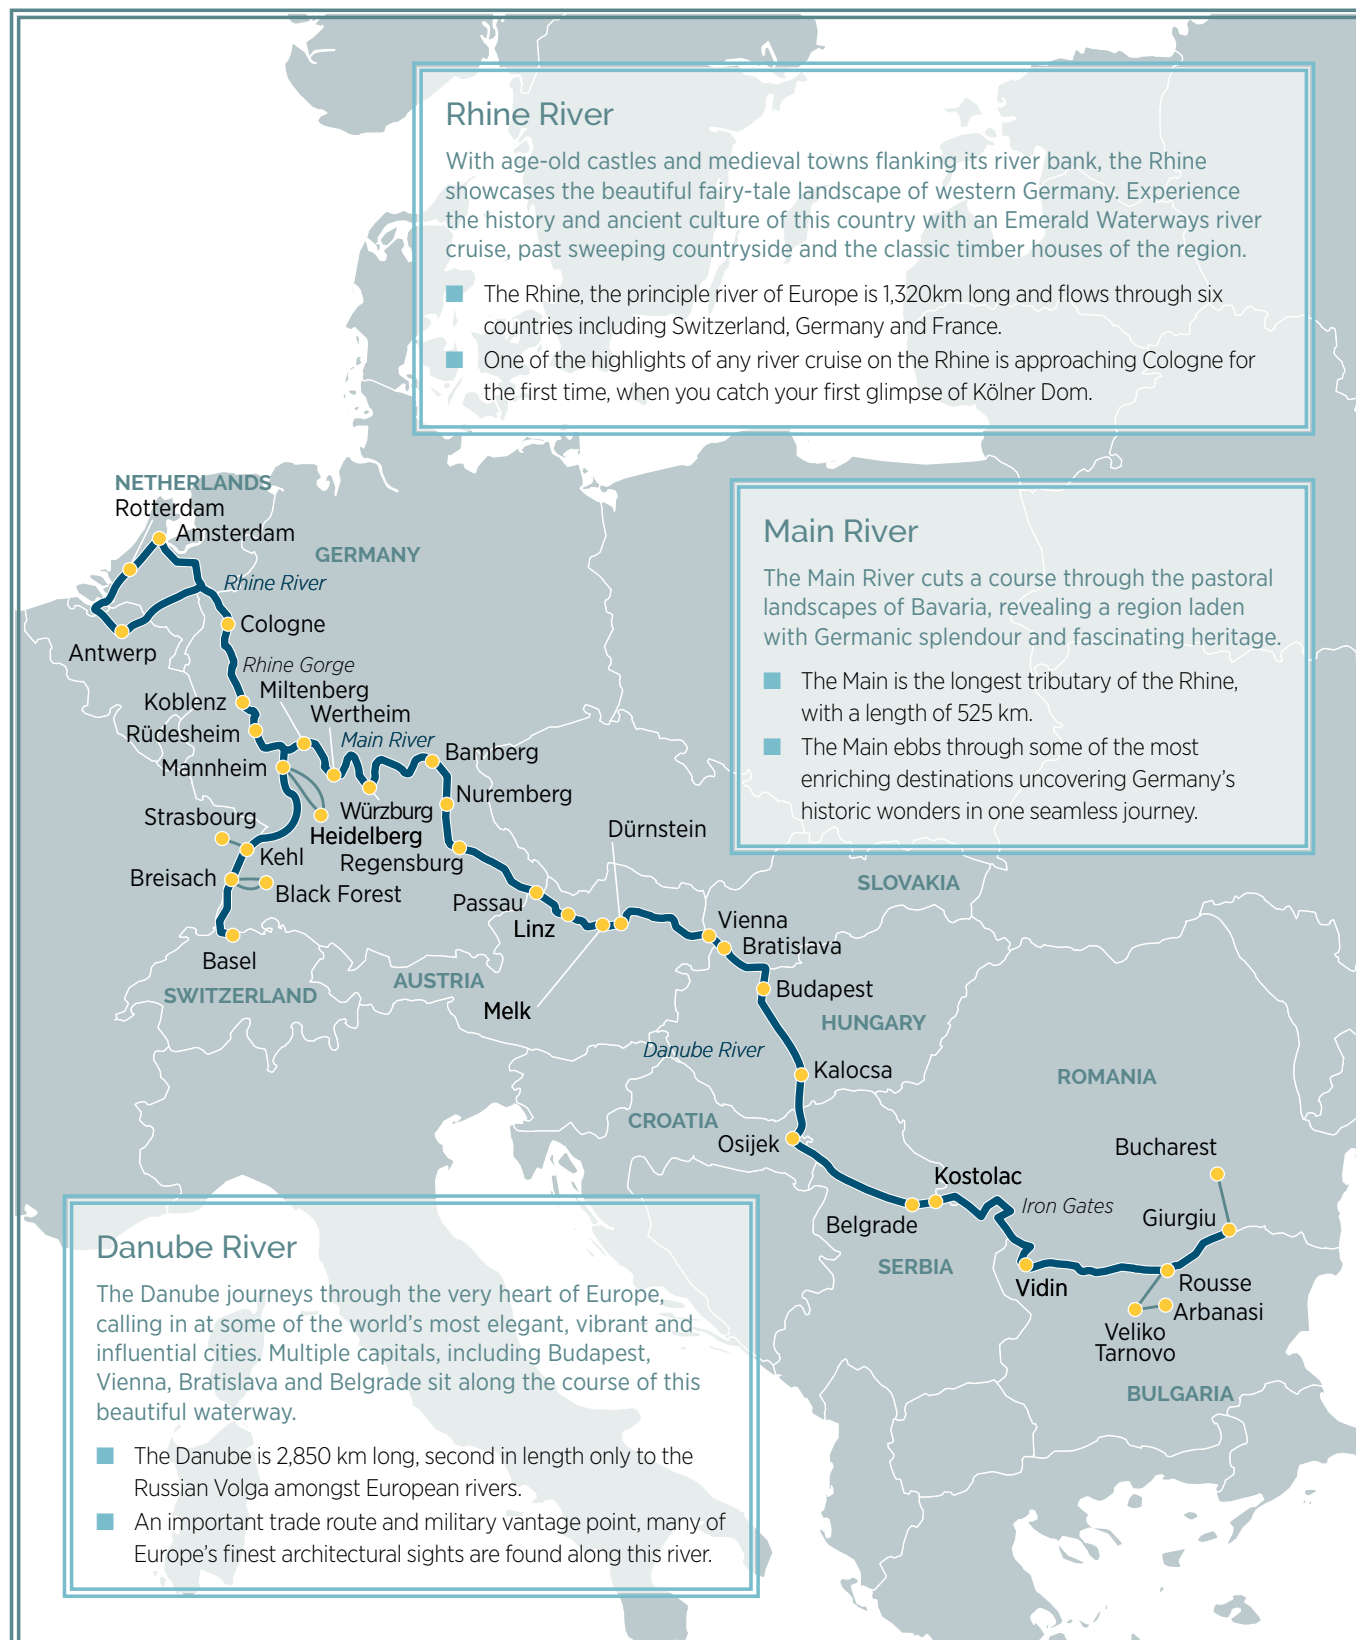 Rhine River
With age-old castles and medieval towns flanking its river bank, the Rhine
showcases the beautiful fairy-tale landscape of western Germany. Experience
the history and ancient culture of this country with an Emerald Waterways river
cruise, past sweeping countryside and the classic timber houses of the region.
■ The Rhine, the principle river of Europe is 1,320km long and flows through six
countries including Switzerland, Germany and France.
■ One of the highlights of any river cruise on the Rhine is approaching Cologne for
the first time, when you catch your first glimpse of Kölner Dom.
Main River
The Main River cuts a course through the pastoral
landscapes of Bavaria, revealing a region laden
with Germanic splendour and fascinating heritage.
■ The Main is the longest tributary of the Rhine,
with a length of 525 km.
■ The Main ebbs through some of the most
enriching destinations uncovering Germany's
historic wonders in one seamless journey.
NETHERLANDS
Rotterdam
Amsterdam
GERMANY
Rhine River
Cologne
Antwerp
Rhine Gorge
Miltenberg
Koblenz
Wertheim
Rüdesheim
Main River
Bamberg
Mannheim
Nuremberg
Würzburg
Strasbourg
Heidelberg
Dürnstein
Kehl
Regensburg
Breisach
Black Forest
SLOVAKIA
Passau
Vienna
Linz
Bratislava
Basel
AUSTRIA
SWITZERLAND
Budapest
Melk
HUNGARY
Danube River
Kalocsa
ROMANIA
CROATIA
Osijek
Bucharest
Kostolac
Iron Gates
Giurgiu
Belgrade
SERBIA
Vidin
Rousse
Arbanasi
Veliko
Tarnovo
BULGARIA
Danube River
The Danube journeys through the very heart of Europe,
calling in at some of the world's most elegant, vibrant and
influential cities. Multiple capitals, including Budapest,
Vienna, Bratislava and Belgrade sit along the course of this
beautiful waterway.
■ The Danube is 2,850 km long, second in length only to the
Russian Volga amongst European rivers.
■ An important trade route and military vantage point, many of
Europe's finest architectural sights are found along this river.